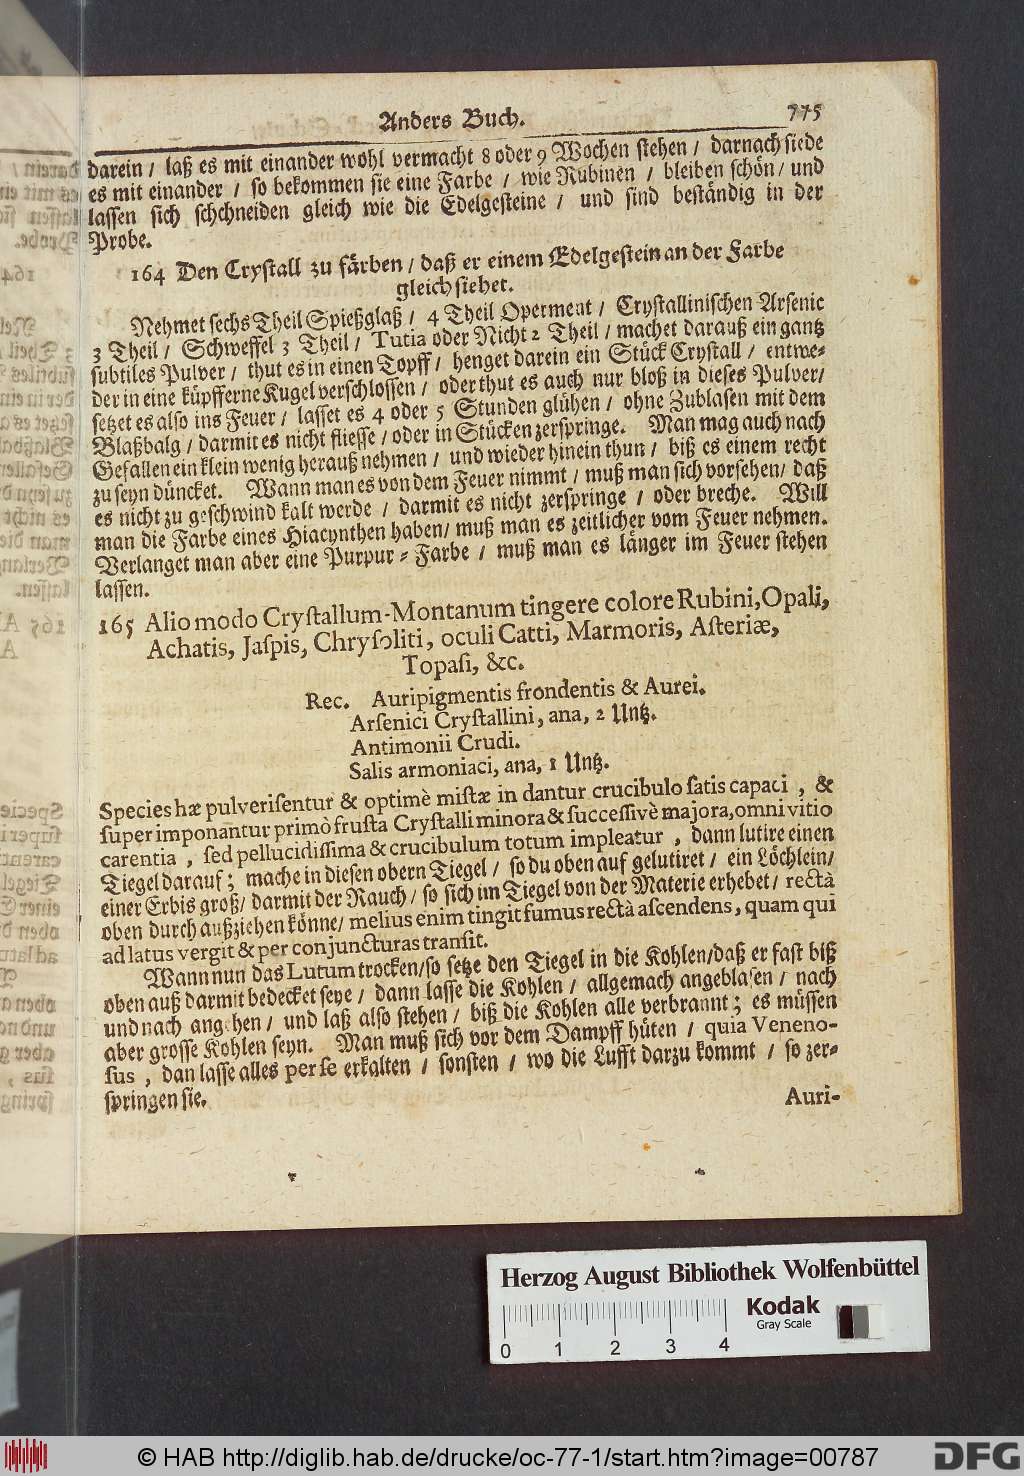 Anders Buch. 775
darein / laß es mit einander wohl vermacht 8 oder 9 Wochen stehen / darnach siede
es mit einander / so bekommen sie eine Farbe / wie Rubinen / bleiben schön / und
lassen sich schchneiden gleich wie die Edelgesteine / und sind beständig in der
Probe.
164 Den Crystall zu färben / daß er einem Edelgestein an der Farbe
gleich siehet.
Nehmet sechs Theil Spießglaß / 4 Theil Operment / Crystallinischen Arsenic
3 Theil / Schweffel 3 Theil / Tutia oder Nicht 2 Theil / machet darauß ein gantz
subtiles Pulver / thut es in einen Topff / henget darein ein Stück Crystall / entwe-
der in eine küpfferne Kugel verschlossen / oder thut es auch nur bloß in dieses Pulver/
setzet es also ins Feuer / lasset es 4 oder 5 Stunden glühen / ohne Zublasen mit dem
Blaßbalg / darmit es nicht fliesse / oder in Stücken zerspringe. Man mag auch nach
Gefallen ein klein wenig herauß nehmen / und wieder hinein thun / biß es einem recht
zu seyn düncket. Wann man es von dem Feuer nimmt / muß man sich vorsehen/ daß
es nicht zu geschwind kalt werde / darmit es nicht zerspringe / oder breche. Will
man die Farbe eines Hiacynthen haben/ muß man es zeitlicher vom Feuer nehmen.
Verlanget man aber eine Purpur-Farbe / muß man es länger im Feuer stehen
lassen.
165 Alio modo Crystallum-Montanum tingere colore Rubini, Opali,
Achatis, Jaspis, Chrysoliti, oculi Catti, Marmoris, Asteriæ,
Topasi, &c.
Rec. Auripigmentis frondentis & Aurei.
Arsenici Crystallini, ana, 2 Untz.
Antimonii Crudi.
Salis armoniaci, ana, 1 Untz.
Species hæ pulverisentur & optimè mistæ in dantur crucibulo satis capaci , &
super imponantur primò frusta Crystalli minora & successivè majora, omni vitio
carentia , sed pellucidissima & crucibulum totum impleatur , dann lutire einen
Tiegel darauf; mache in diesen obern Tiegel / so du oben auf gelutiret / ein Löchlein/
einer Erbis groß/ darmit der Rauch / so sich im Tiegel von der Materie erhebet / rectà
oben durch außziehen könne/ melius enim tingit fumus rectà ascendens, quam qui
ad latus vergit & per conjuncturas transit.
Wann nun das Lutum trocken/so setze den Tiegel in die Kohlen/daß er fast biß
oben auß darmit bedecket seye / dann lasse die Kohlen / allgemach angeblasen / nach
und nach angehen / und laß also stehen / biß die Kohlen alle verbrannt; es müssen
aber grosse Kohlen seyn. Man muß sich vor dem Dampff hüten / quia Veneno-
sus , dan lasse alles per se erkalten / sonsten / wo die Lufft darzu kommt / so zer-
springen sie.
Auri-
Herzog August Bibliothek Wolfenbüttel
Kodak
Gray Scale
0 1 2 3 4
© HAB http://diglib.hab.de/drucke/oc-77-1/start.htm?image=00787
DFG